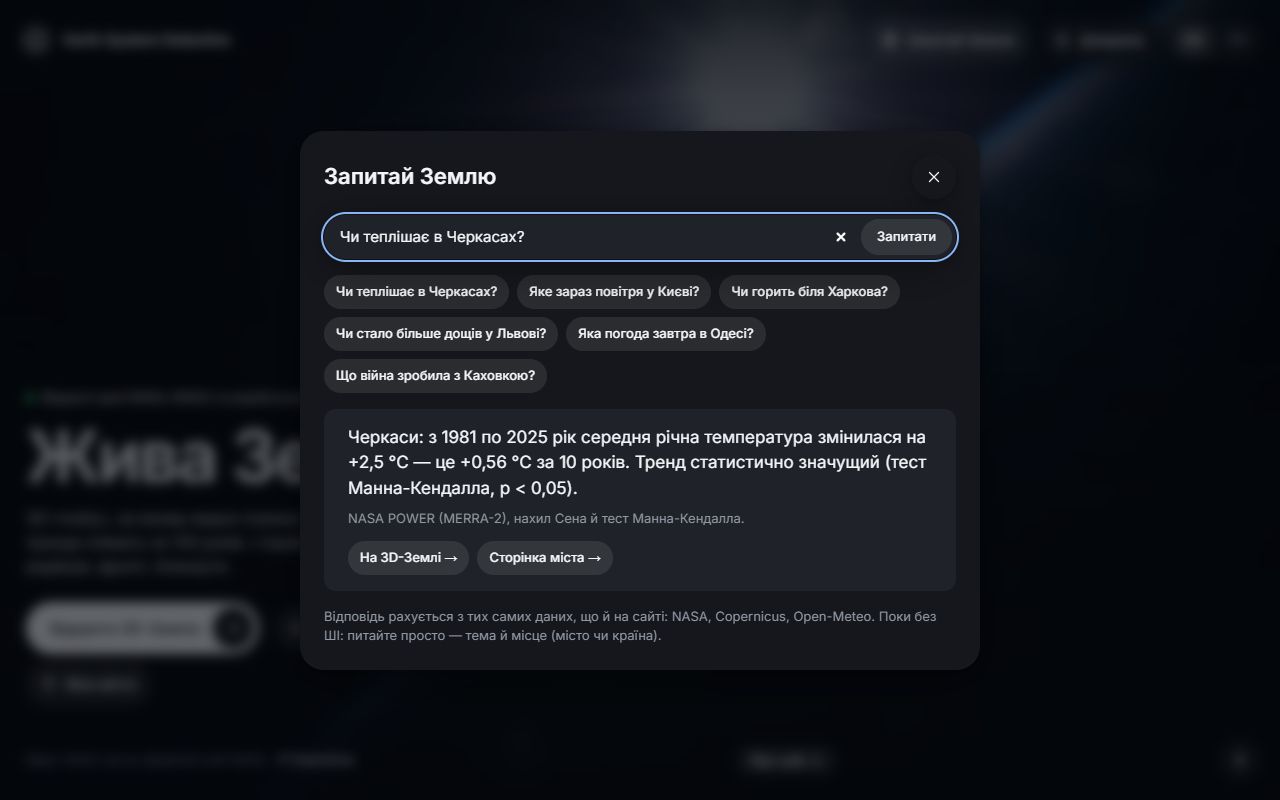 Запитай Землю
Чи теплішає в Черкасах?
Запитати
Чи теплішає в Черкасах?
Яке зараз повітря у Києві?
Чи горить біля Харкова?
Чи стало більше дощів у Львові?
Яка погода завтра в Одесі?
Що війна зробила з Каховкою?
Черкаси: з 1981 по 2025 рік середня річна температура змінилася на
+2,5 °C — це +0,56 °C за 10 років. Тренд статистично значущий (тест
Манна-Кендалла, p < 0,05).
NASA POWER (MERRA-2), нахил Сена й тест Манна-Кендалла.
На 3D-Землі →
Сторінка міста →
Відповідь рахується з тих самих даних, що й на сайті: NASA, Copernicus, Open-Meteo. Поки без
ШІ: питайте просто — тема й місце (місто чи країна).
Жива Зе